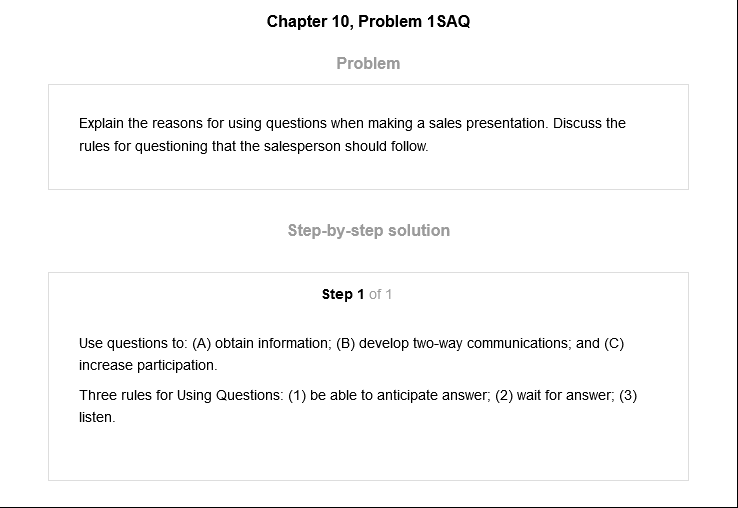 Chapter 10, Problem 1SAQ
Problem
Explain the reasons for using questions when making a sales presentation. Discuss the
rules for questioning that the salesperson should follow.
Step-by-step solution
Step 1 of 1
Use questions to: (A) obtain information; (B) develop two-way communications; and (C)
increase participation.
Three rules for Using Questions: (1) be able to anticipate answer; (2) wait for answer; (3)
listen.